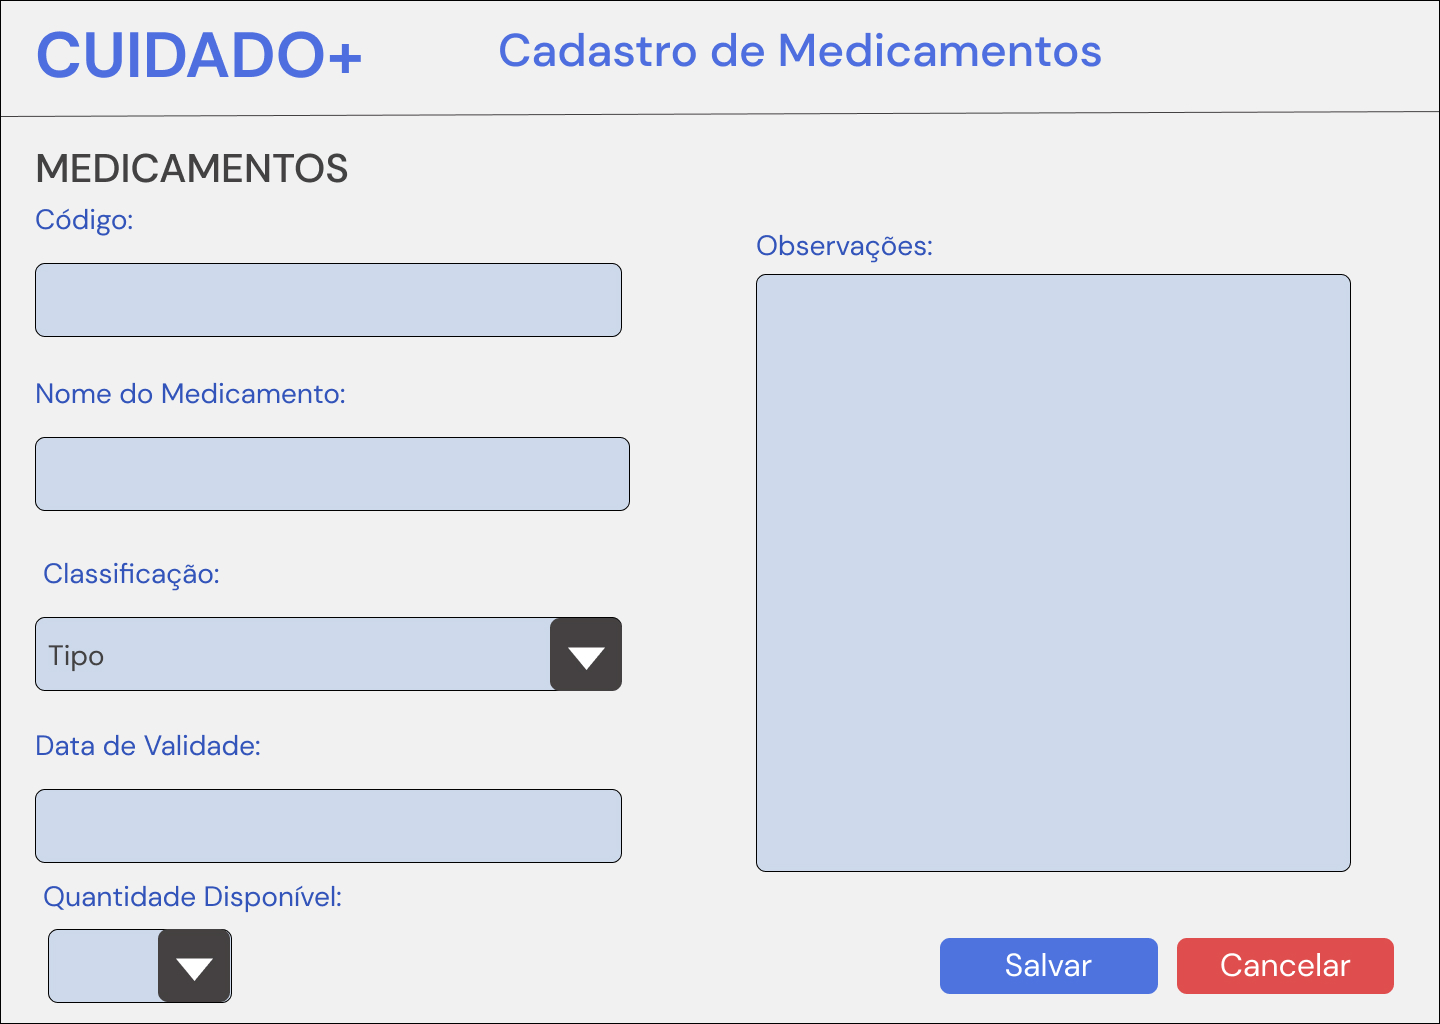 CUIDADO+
Cadastro de Medicamentos
MEDICAMENTOS
Código:
Nome do Medicamento:
Classificação:
Tipo
Data de Validade:
Quantidade Disponível:
Observações:
Salvar
Cancelar